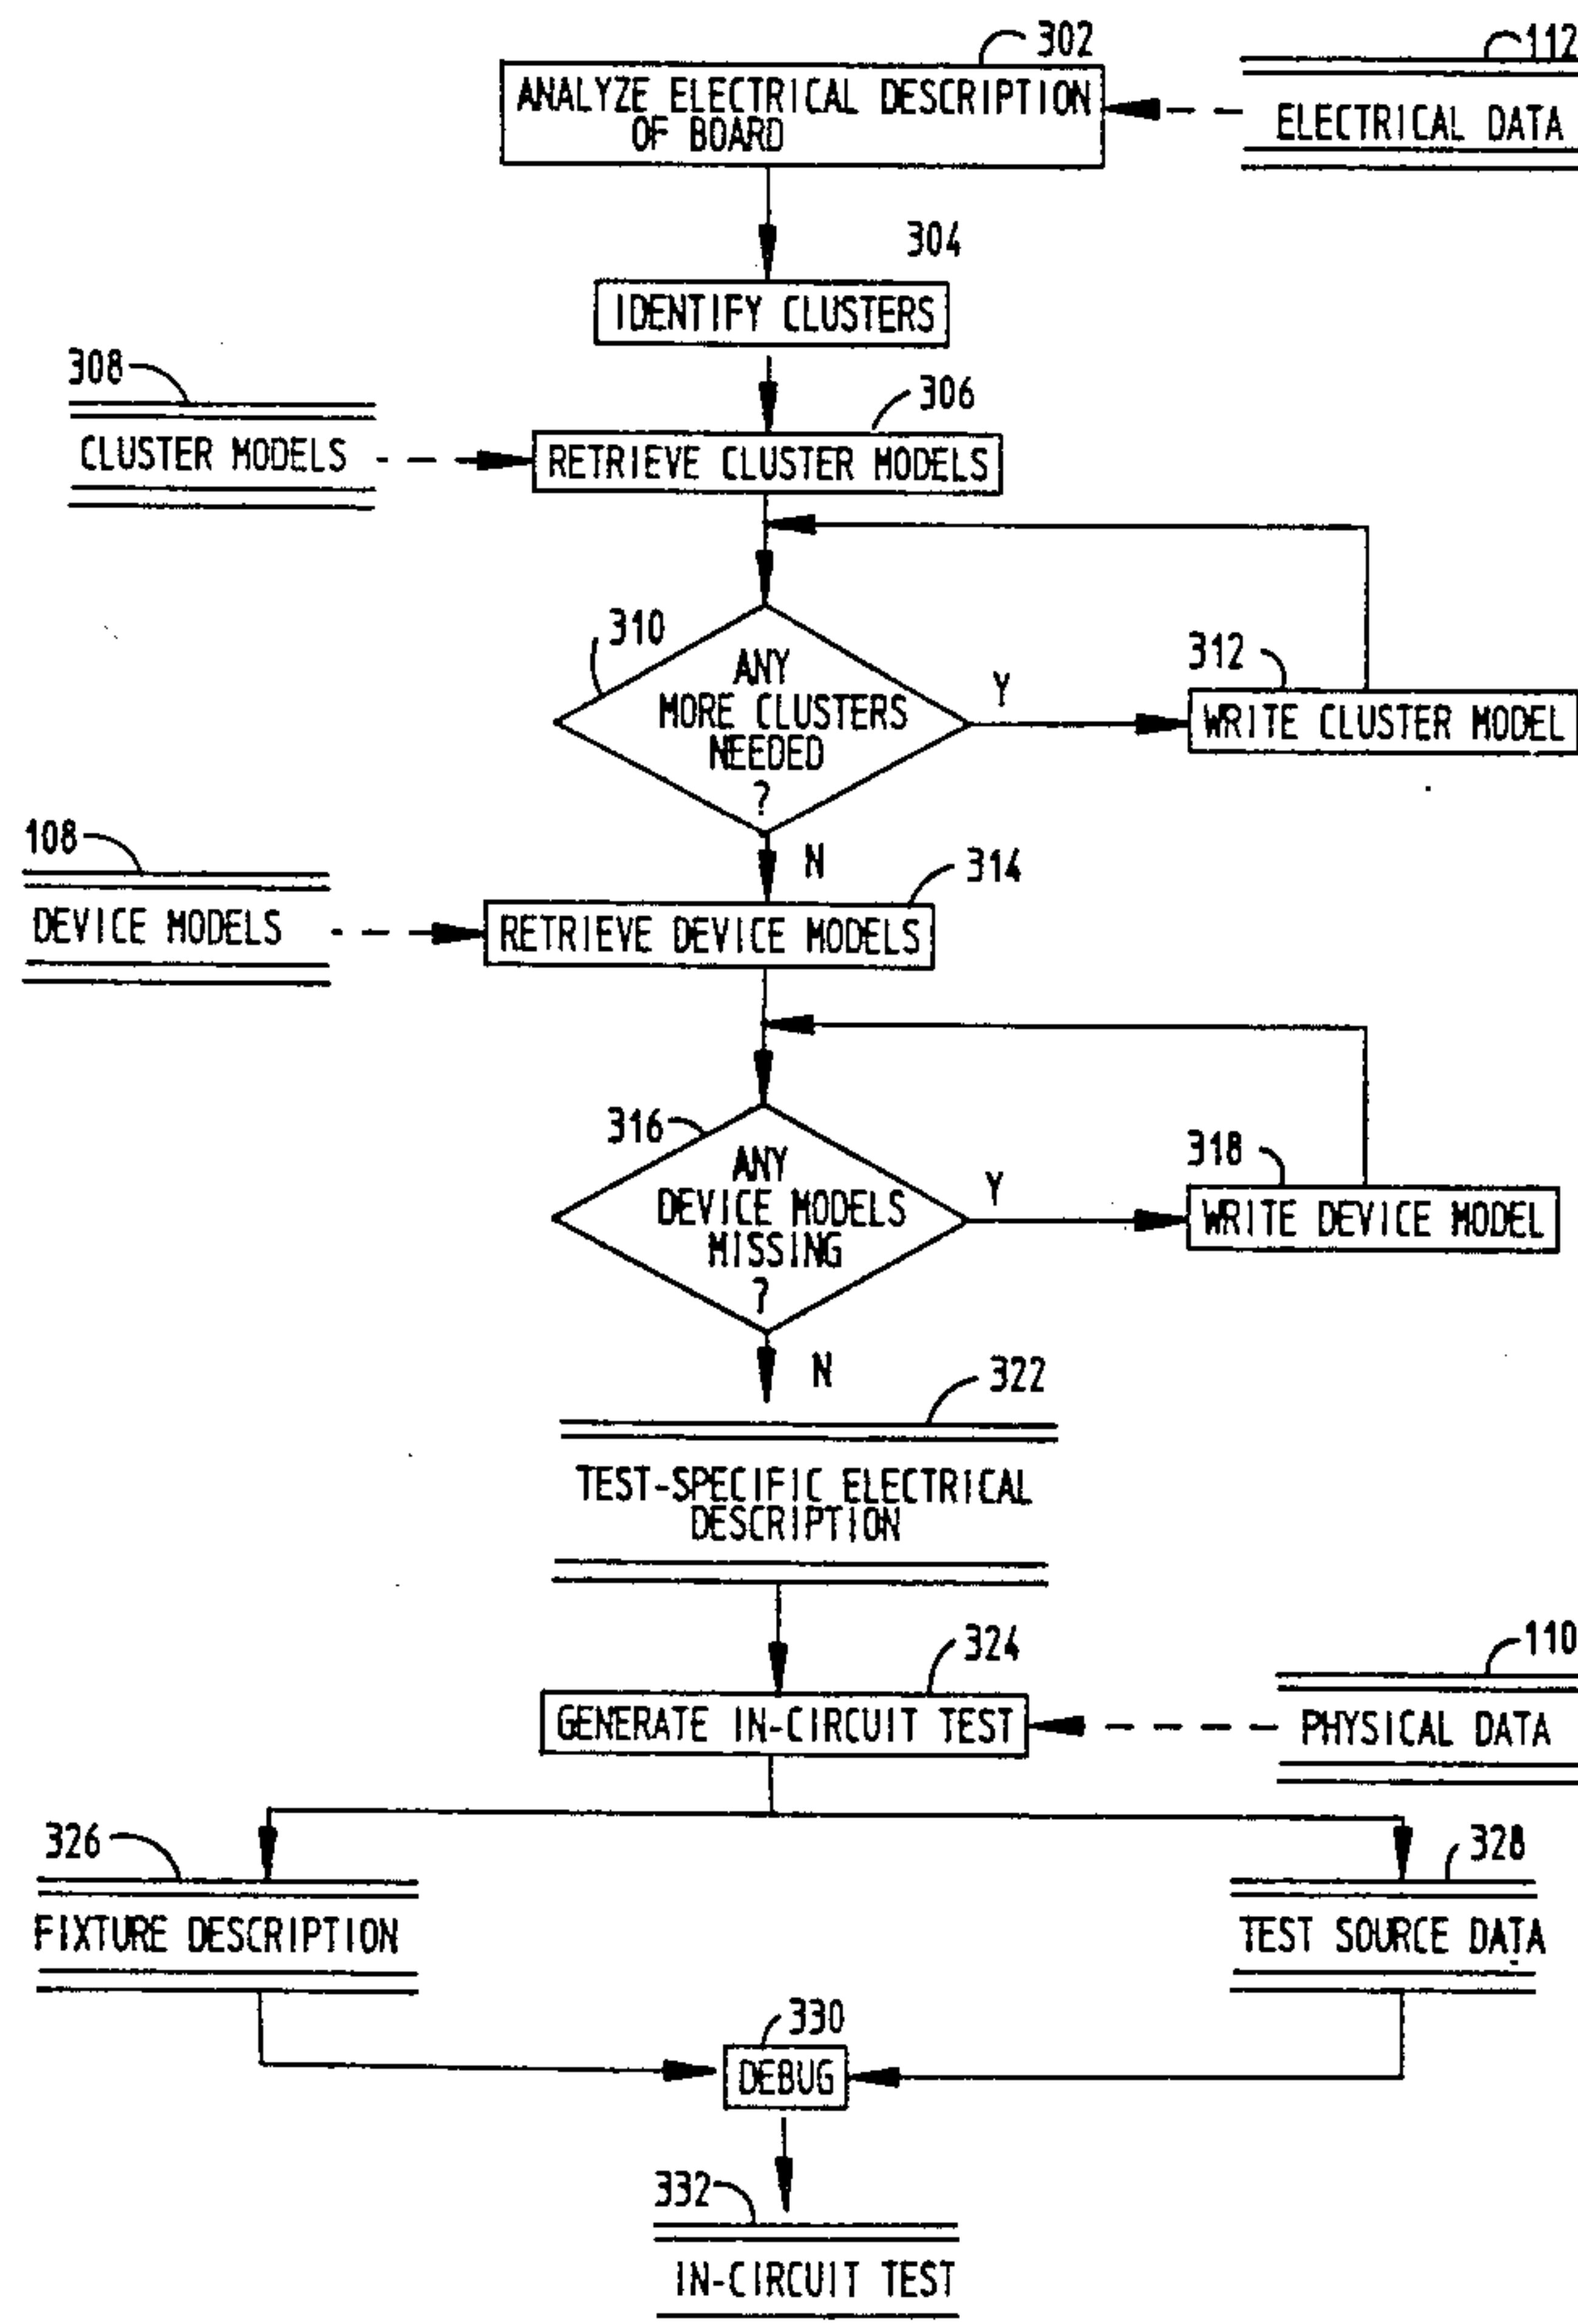 302
112
ANALYZE ELECTRICAL DESCRIPTION
OF BOARD
ELECTRICAL DATA
304
IDENTIFY CLUSTERS
308
306
CLUSTER MODELS
RETRIEVE CLUSTER MODELS
310
ANY
MORE CLUSTERS
NEEDED
?
Y
312
WRITE CLUSTER MODEL
108
N
314
DEVICE MODELS
RETRIEVE DEVICE MODELS
316
ANY
DEVICE MODELS
MISSING
?
Y
318
WRITE DEVICE MODEL
N
322
TEST-SPECIFIC ELECTRICAL
DESCRIPTION
324
110
GENERATE IN-CIRCUIT TEST
PHYSICAL DATA
326
328
FIXTURE DESCRIPTION
TEST SOURCE DATA
330
DEBUG
332
IN-CIRCUIT TEST